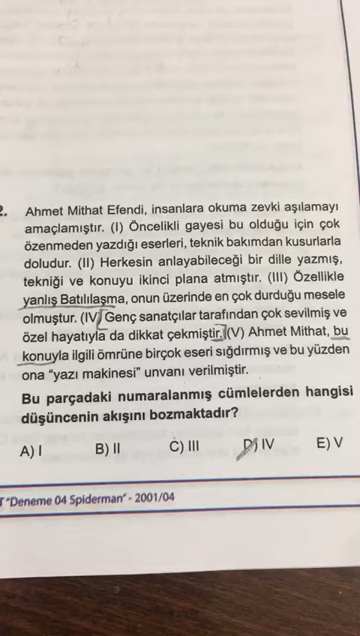 2. Ahmet Mithat Efendi, insanlara okuma zevki aşılamayı
amaçlamıştır. (I) Öncelikli gayesi bu olduğu için çok
özenmeden yazdığı eserleri, teknik bakımdan kusurlarla
doludur. (II) Herkesin anlayabileceği bir dille yazmış,
tekniği ve konuyu ikinci plana atmıştır. (III) Özellikle
yanlış Batılılaşma, onun üzerinde en çok durduğu mesele
olmuştur. (IV) Genç sanatçılar tarafından çok sevilmiş ve
özel hayatıyla da dikkat çekmiştir. (V) Ahmet Mithat, bu
konuyla ilgili ömrüne birçok eseri sığdırmış ve bu yüzden
ona “yazı makinesi” unvanı verilmiştir.
Bu parçadaki numaralanmış cümlelerden hangisi
düşüncenin akışını bozmaktadır?
A) I B) II C) III D) IV E) V
T “Deneme 04 Spiderman” - 2001/04